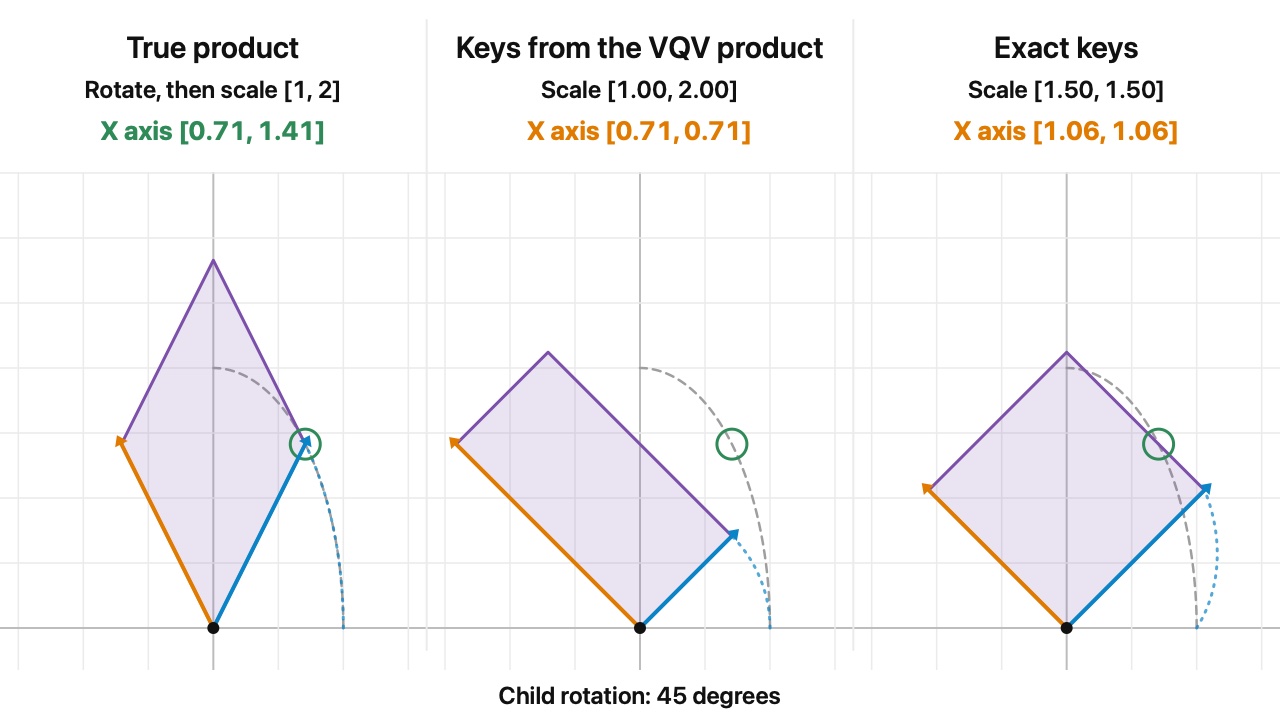 True product
Rotate, then scale [1, 2]
X axis [0.71, 1.41]
Keys from the VQV product
Scale [1.00, 2.00]
X axis [0.71, 0.71]
Exact keys
Scale [1.50, 1.50]
X axis [1.06, 1.06]
Child rotation: 45 degrees